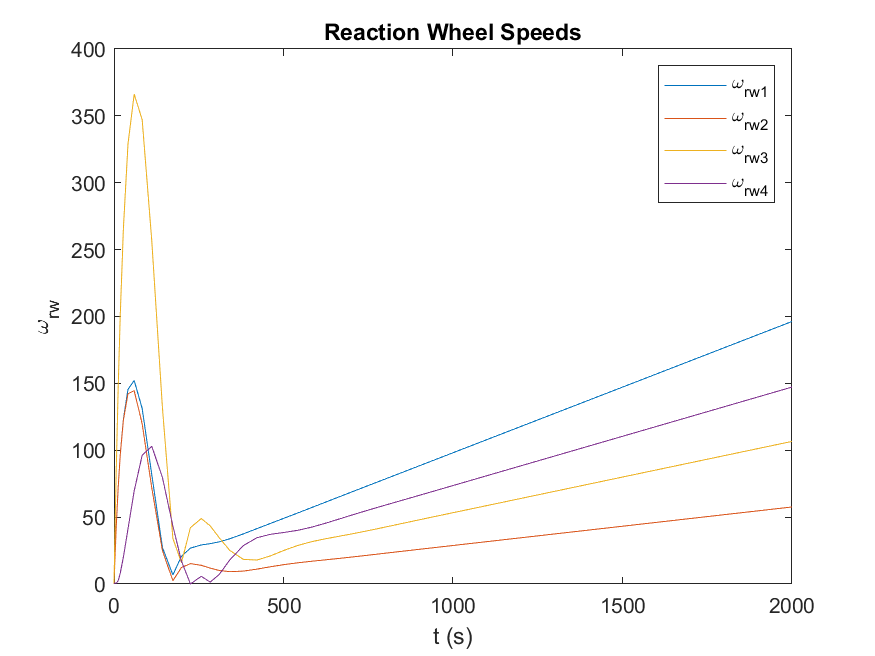 Reaction Wheel Speeds
400
350
300
250
200
150
100
50
0
ω_rw
ω_rw1
ω_rw2
ω_rw3
ω_rw4
0 500 1000 1500 2000
t (s)